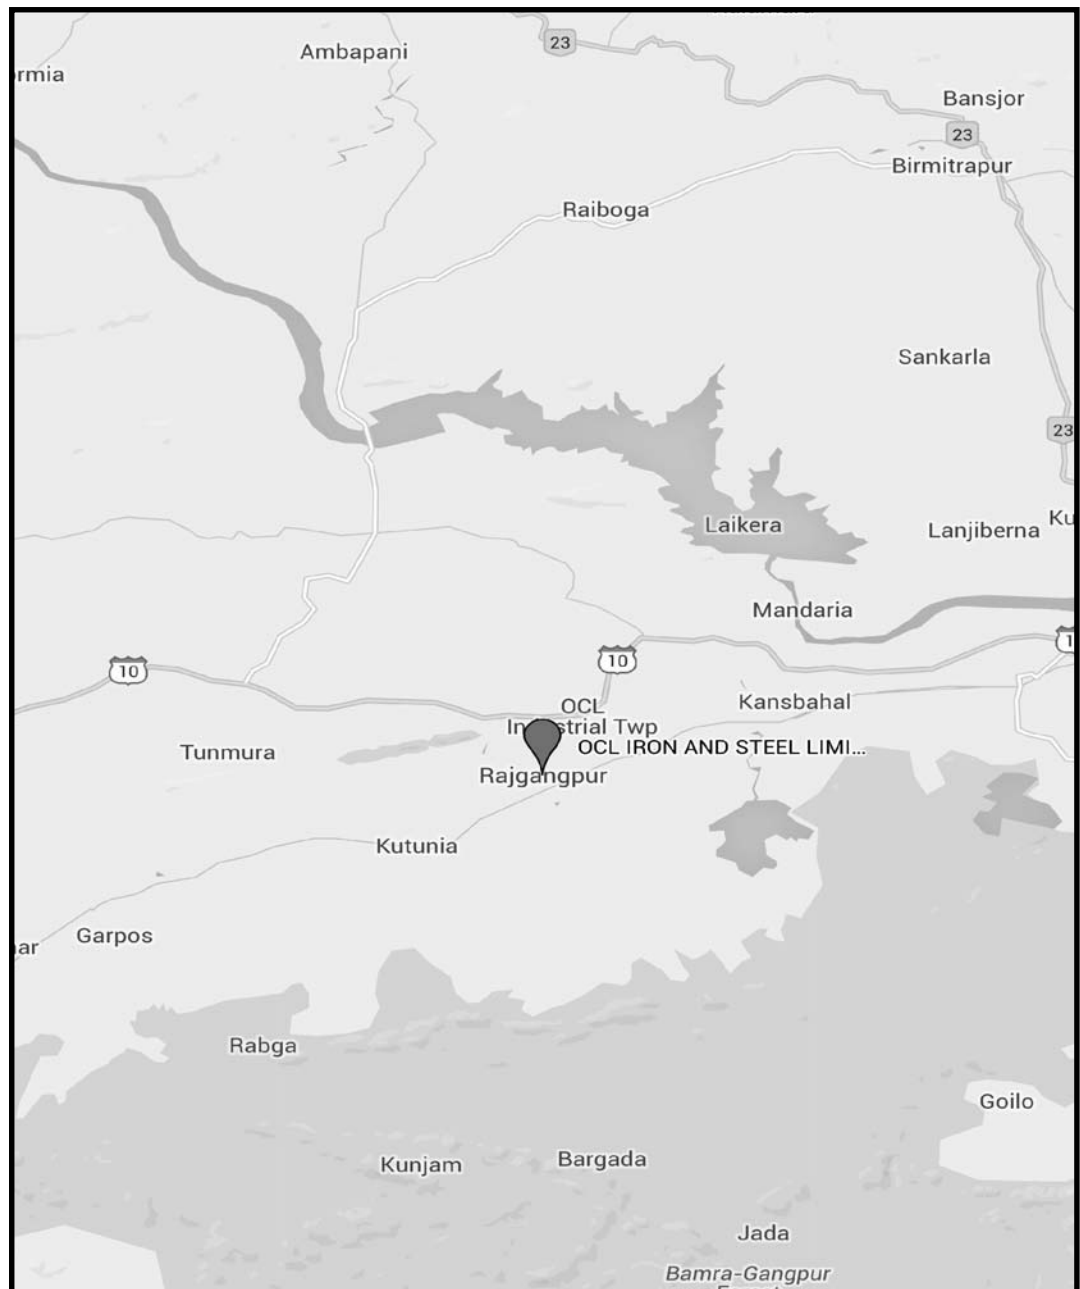 Ambapani
23
Bansjor
23
Birmitrapur
Raiboga
Sankarla
23
Laikera
Lanjiberna
Ku
Mandaria
10
10
Kansbahal
OCL
Industrial Twp
OCL IRON AND STEEL LIMI...
Tunmura
Rajgangpur
Kutunia
Garpos
ar
Rabga
Goilo
Kunjam
Bargada
Jada
Bamra-Gangpur